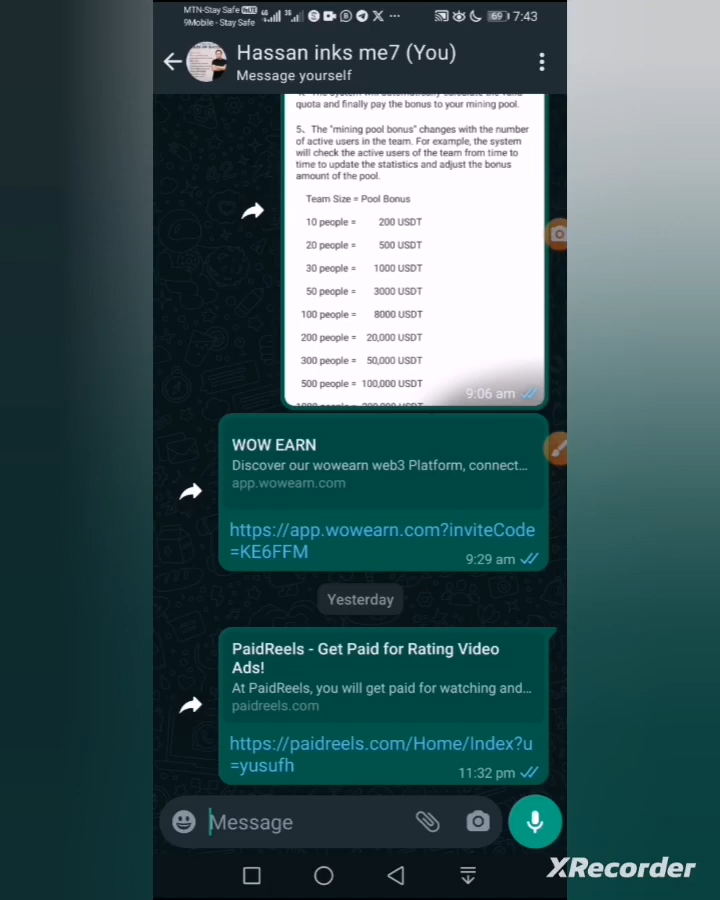 MTN-Stay Safe VoLTE
9Mobile - Stay Safe
4G
3G
69
7:43
Hassan inks me7 (You)
Message yourself
quota and finally pay the bonus to your mining pool.
5、The "mining pool bonus" changes with the number
of active users in the team. For example, the system
will check the active users of the team from time to
time to update the statistics and adjust the bonus
amount of the pool.
Team Size = Pool Bonus
10 people = 200 USDT
20 people = 500 USDT
30 people = 1000 USDT
50 people = 3000 USDT
100 people = 8000 USDT
200 people = 20,000 USDT
300 people = 50,000 USDT
500 people = 100,000 USDT
9:06 am
WOW EARN
Discover our wowearn web3 Platform, connect...
app.wowearn.com
https://app.wowearn.com?inviteCode
=KE6FFM
9:29 am
Yesterday
PaidReels - Get Paid for Rating Video
Ads!
At PaidReels, you will get paid for watching and...
paidreels.com
https://paidreels.com/Home/Index?u
=yusufh
11:32 pm
Message
XRecorder